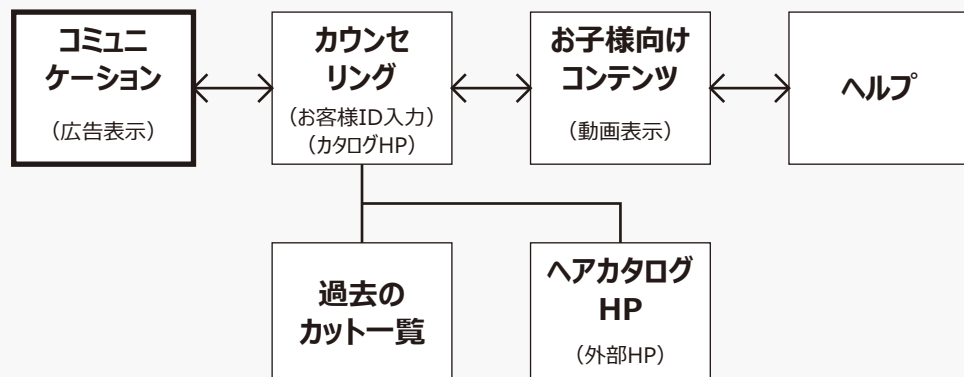 コミュニ
ケーション
（広告表示）
カウンセ
リング
（お客様ID入力）
（カタログHP）
お子様向け
コンテンツ
（動画表示）
ヘルプ
過去の
カット一覧
ヘアカタログ
HP
（外部HP）